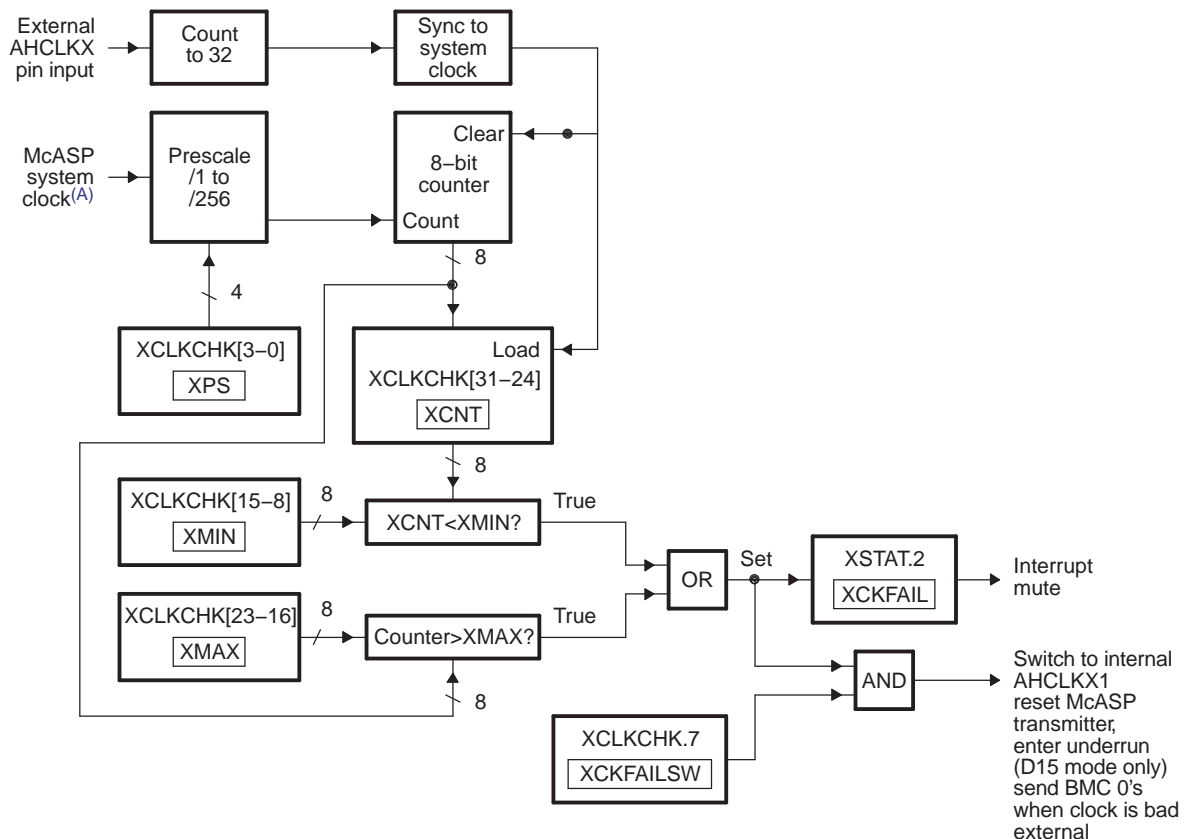 External
AHCLKX
pin input
Count
to 32
Sync to
system
clock
McASP
system
clock(A)
Prescale
/1 to
/256
Clear
8−bit
counter
Count
8
4
XCLKCHK[3−0]
XPS
Load
XCLKCHK[31−24]
XCNT
8
XCLKCHK[15−8]
XMIN
8
XCNT<XMIN?
True
XCLKCHK[23−16]
XMAX
8
Counter>XMAX?
True
8
OR
Set
XSTAT.2
XCKFAIL
Interrupt
mute
XCLKCHK.7
XCKFAILSW
AND
Switch to internal
AHCLKX1
reset McASP
transmitter,
enter underrun
(D15 mode only)
send BMC 0's
when clock is bad
external